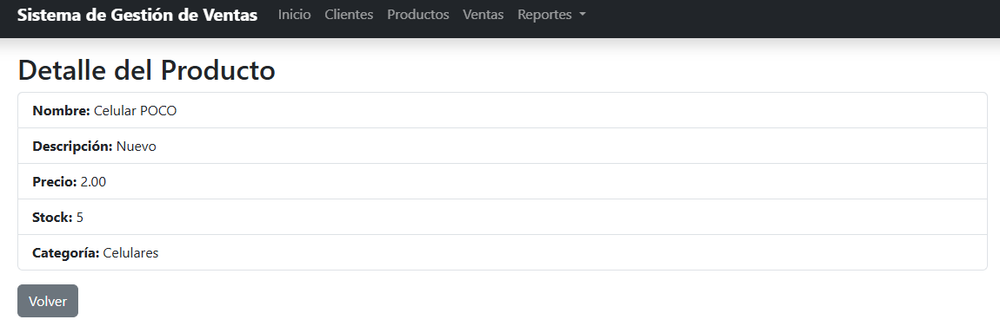 Sistema de Gestión de Ventas Inicio Clientes Productos Ventas Reportes
Detalle del Producto
Nombre: Celular POCO
Descripción: Nuevo
Precio: 2.00
Stock: 5
Categoría: Celulares
Volver